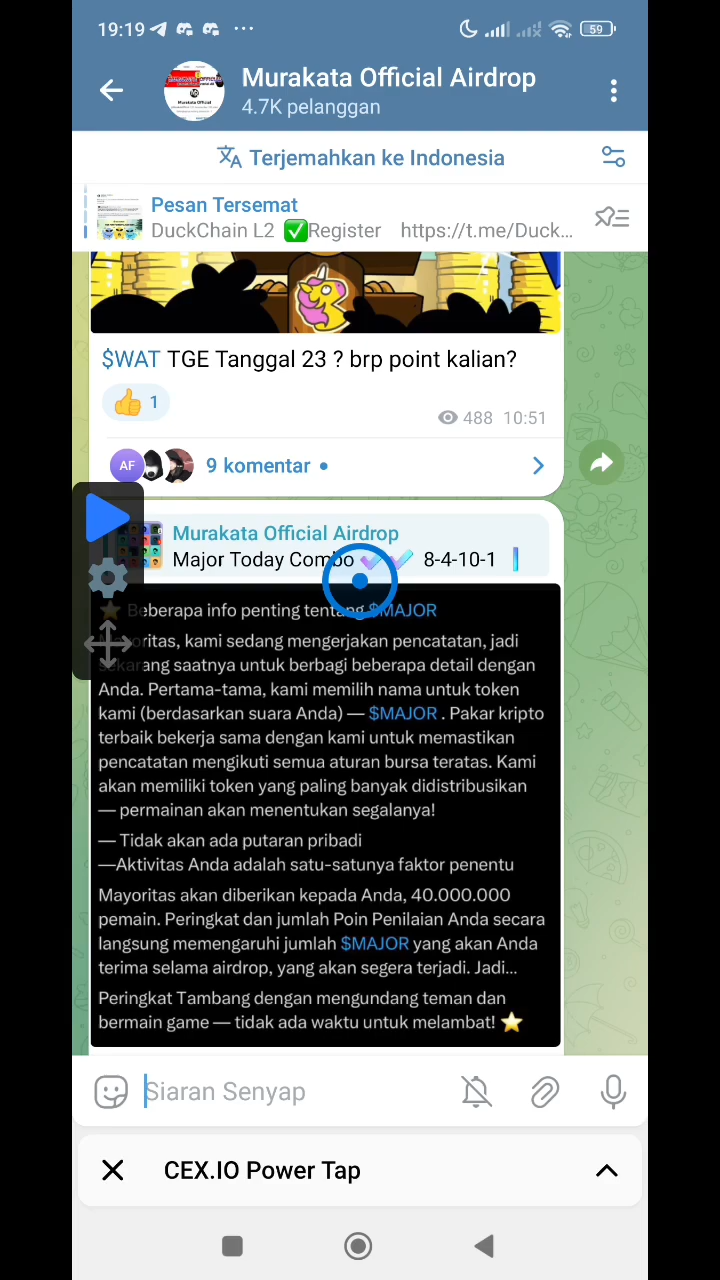 19:19
59
Murakata Official Airdrop
4.7K pelanggan
Terjemahkan ke Indonesia
Pesan Tersemat
DuckChain L2 ✅Register https://t.me/Duck...
$WAT TGE Tanggal 23 ? brp point kalian?
👍 1
488 10:51
AF
9 komentar
Murakata Official Airdrop
Major Today Combo 8-4-10-1
⭐ Beberapa info penting tentang $MAJOR
Mayoritas, kami sedang mengerjakan pencatatan, jadi
sekarang saatnya untuk berbagi beberapa detail dengan
Anda. Pertama-tama, kami memilih nama untuk token
kami (berdasarkan suara Anda) — $MAJOR . Pakar kripto
terbaik bekerja sama dengan kami untuk memastikan
pencatatan mengikuti semua aturan bursa teratas. Kami
akan memiliki token yang paling banyak didistribusikan
— permainan akan menentukan segalanya!
— Tidak akan ada putaran pribadi
—Aktivitas Anda adalah satu-satunya faktor penentu
Mayoritas akan diberikan kepada Anda, 40.000.000
pemain. Peringkat dan jumlah Poin Penilaian Anda secara
langsung memengaruhi jumlah $MAJOR yang akan Anda
terima selama airdrop, yang akan segera terjadi. Jadi...
Peringkat Tambang dengan mengundang teman dan
bermain game — tidak ada waktu untuk melambat! ⭐
Siaran Senyap
CEX.IO Power Tap